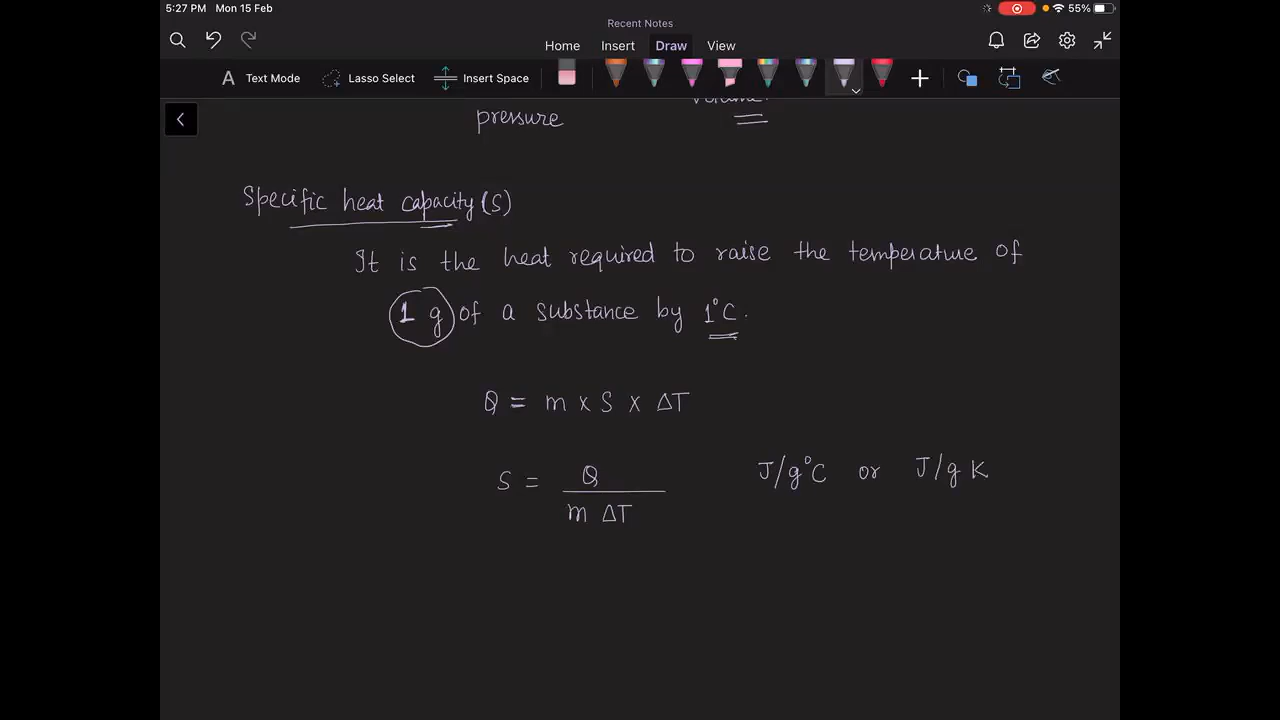 5:27 PM Mon 15 Feb
55%
Recent Notes
Home Insert Draw View
A Text Mode Lasso Select Insert Space
pressure
Specific heat capacity (S)
It is the heat required to raise the temperature of
1 g of a substance by 1°C.
Q = m x S x ΔT
S = Q
m ΔT
J/g°C or J/g K